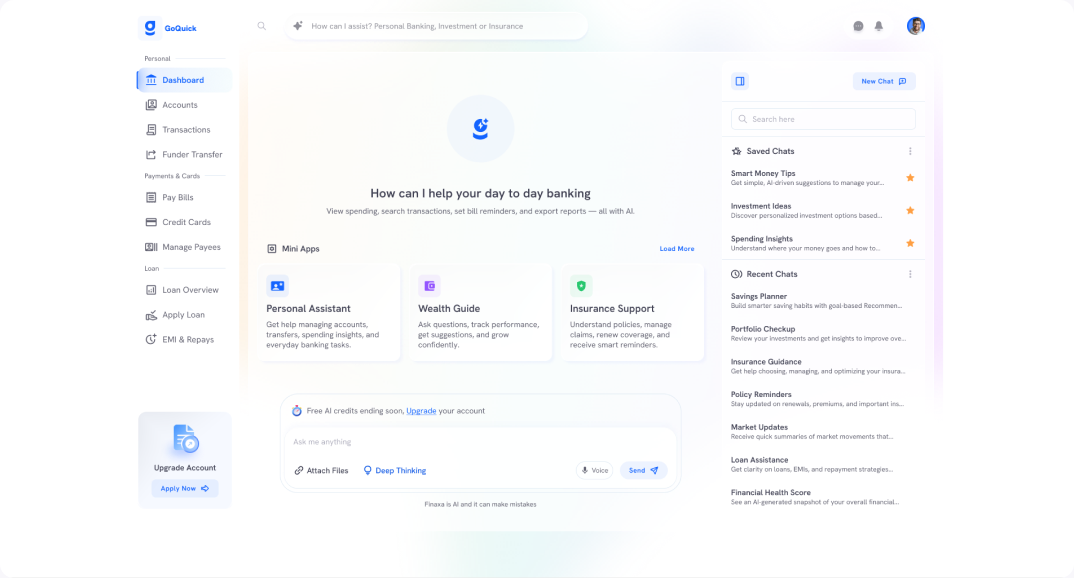 GoQuick
How can I assist? Personal Banking, Investment or Insurance
Personal
Dashboard
Accounts
Transactions
Funder Transfer
Payments & Cards
Pay Bills
Credit Cards
Manage Payees
Loan
Loan Overview
Apply Loan
EMI & Repays
Upgrade Account
Apply Now
How can I help your day to day banking
View spending, search transactions, set bill reminders, and export reports — all with AI.
Mini Apps
Load More
Personal Assistant
Get help managing accounts,
transfers, spending insights, and
everyday banking tasks.
Wealth Guide
Ask questions, track performance,
get suggestions, and grow
confidently.
Insurance Support
Understand policies, manage
claims, renew coverage, and
receive smart reminders.
Free AI credits ending soon, Upgrade your account
Ask me anything
Attach Files
Deep Thinking
Voice
Send
Finaxa is AI and it can make mistakes
New Chat
Search here
Saved Chats
Smart Money Tips
Get simple, AI-driven suggestions to manage your...
Investment Ideas
Discover personalized investment options based...
Spending Insights
Understand where your money goes and how to...
Recent Chats
Savings Planner
Build smarter saving habits with goal-based Recommen...
Portfolio Checkup
Review your investments and get insights to improve ove...
Insurance Guidance
Get help choosing, managing, and optimizing your insura...
Policy Reminders
Stay updated on renewals, premiums, and important ins...
Market Updates
Receive quick summaries of market movements that...
Loan Assistance
Get clarity on loans, EMIs, and repayment strategies...
Financial Health Score
See an AI-generated snapshot of your overall financial...